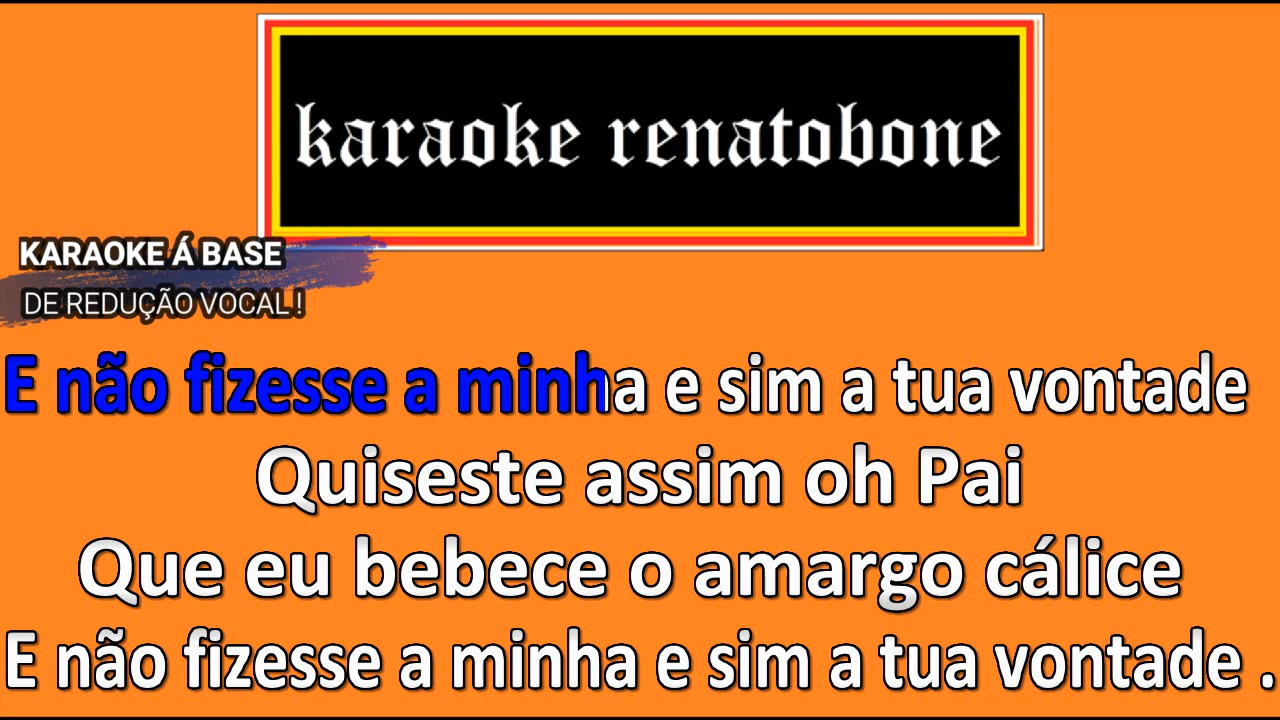 karaoke renatobone
KARAOKE Á BASE
DE REDUÇÃO VOCAL !
E não fizesse a minha e sim a tua vontade
Quiseste assim oh Pai
Que eu bebece o amargo cálice
E não fizesse a minha e sim a tua vontade .